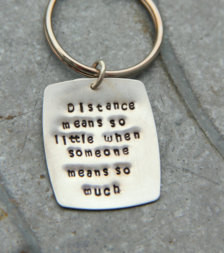 Distance
means so
little when
someone
means so
much